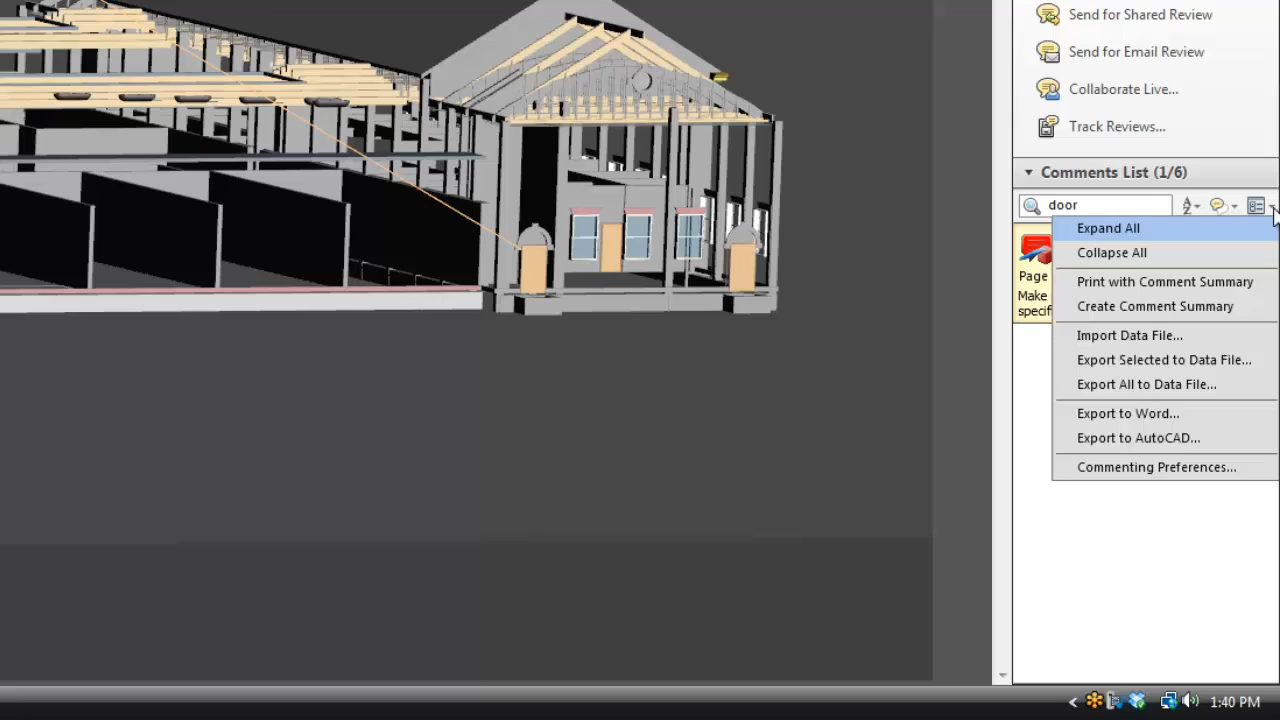 Send for Shared Review
Send for Email Review
Collaborate Live...
Track Reviews...
Comments List (1/6)
door
Expand All
Collapse All
Page
Print with Comment Summary
Make
Create Comment Summary
specif
Import Data File...
Export Selected to Data File...
Export All to Data File...
Export to Word...
Export to AutoCAD...
Commenting Preferences...
1:40 PM